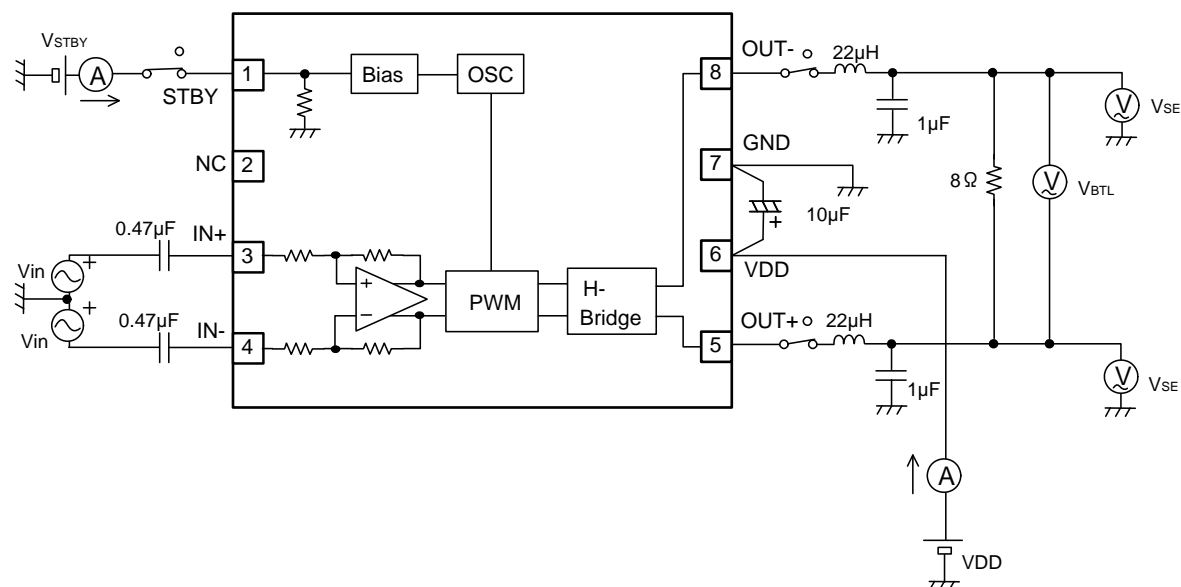 VSTBY
A
STBY
1
Bias
OSC
8
OUT-
22µH
1µF
V
VSE
NC
2
7
GND
10µF
+
8Ω
V
VBTL
0.47µF
IN+
3
6
VDD
Vin
+
+
Vin
0.47µF
IN-
4
+
−
PWM
H-
Bridge
5
OUT+
22µH
1µF
V
VSE
A
VDD